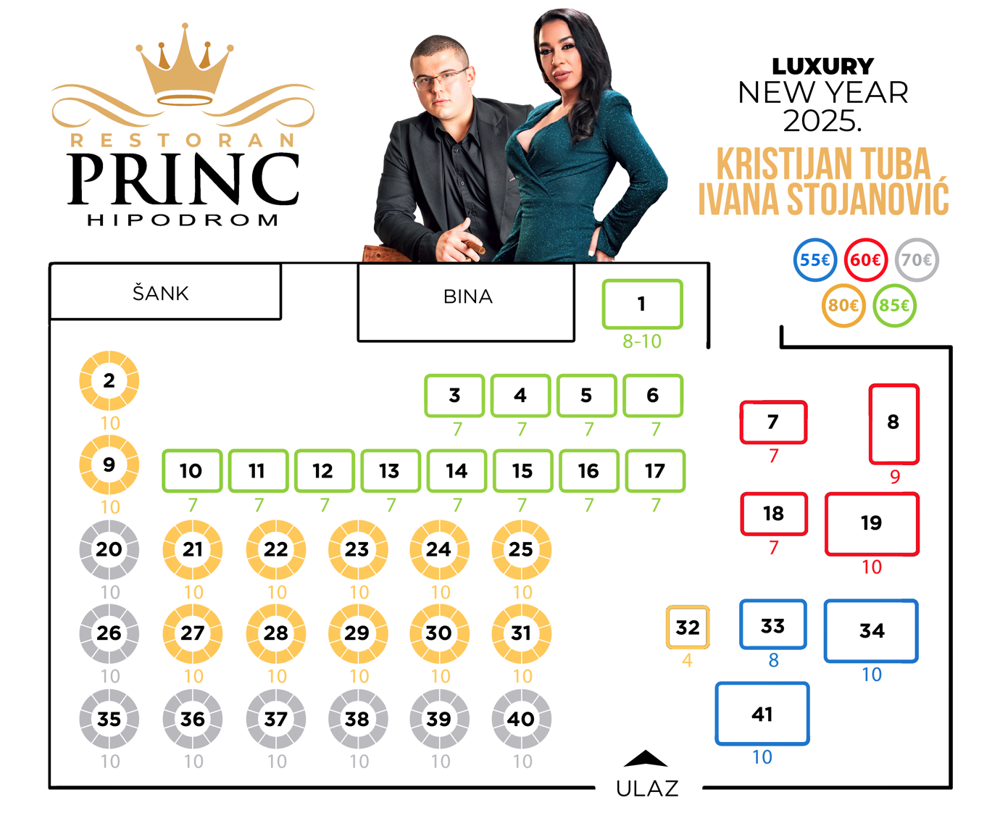 RESTORAN
PRINC
HIPODROM
LUXURY
NEW YEAR
2025.
KRISTIJAN TUBA
IVANA STOJANOVIĆ
55€ 60€ 70€
80€ 85€
ŠANK
BINA
1
8-10
2
10
3 4 5 6
7 7 7 7
7
7
8
9
9
10
10 11 12 13 14 15 16 17
7 7 7 7 7 7 7 7
18
7
19
10
20 21 22 23 24 25
10 10 10 10 10 10
26 27 28 29 30 31
10 10 10 10 10 10
32
4
33
8
34
10
35 36 37 38 39 40
10 10 10 10 10 10
41
10
ULAZ